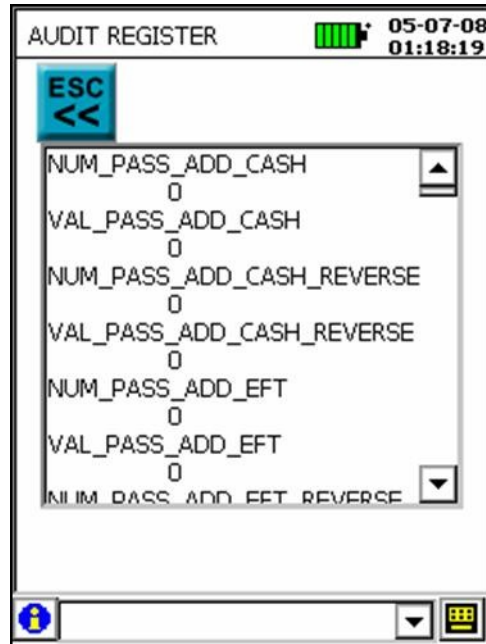 AUDIT REGISTER
05-07-08
01:18:19
ESC
<<
NUM_PASS_ADD_CASH
0
VAL_PASS_ADD_CASH
0
NUM_PASS_ADD_CASH_REVERSE
0
VAL_PASS_ADD_CASH_REVERSE
0
NUM_PASS_ADD_EFT
0
VAL_PASS_ADD_EFT
0
NUM_PASS_ADD_EFT_REVERSE